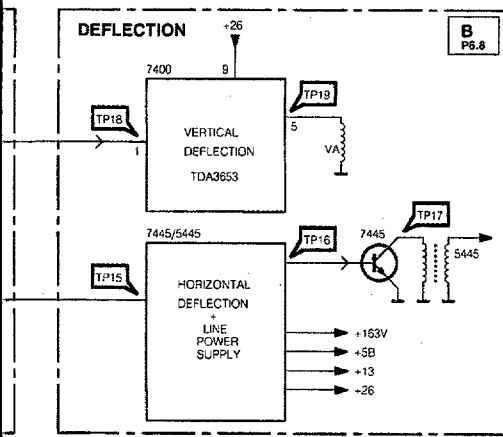 DEFLECTION
+26
B
P6.8
7400
9
TP19
TP18
1
5
VERTICAL
DEFLECTION
TDA3653
VA
7445/5445
TP16
7445
TP17
TP15
5445
HORIZONTAL
DEFLECTION
+
LINE
POWER
SUPPLY
+163V
+5B
+13
+26